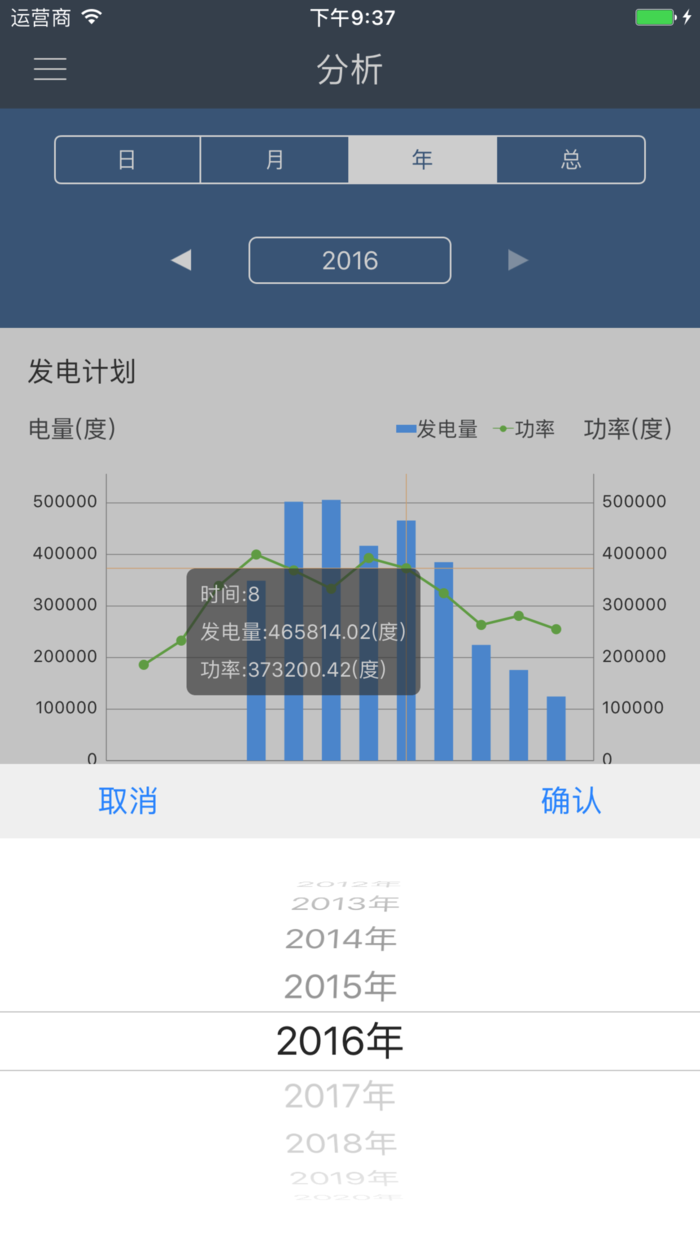 运营商 下午9:37
分析
日 月 年 总
2016
发电计划
电量(度) 发电量 功率 功率(度)
500000 500000
400000 400000
时间:8
300000 300000
发电量:465814.02(度)
200000 200000
功率:373200.42(度)
100000 100000
0 0
取消 确认
2012年
2013年
2014年
2015年
2016年
2017年
2018年
2019年
2020年